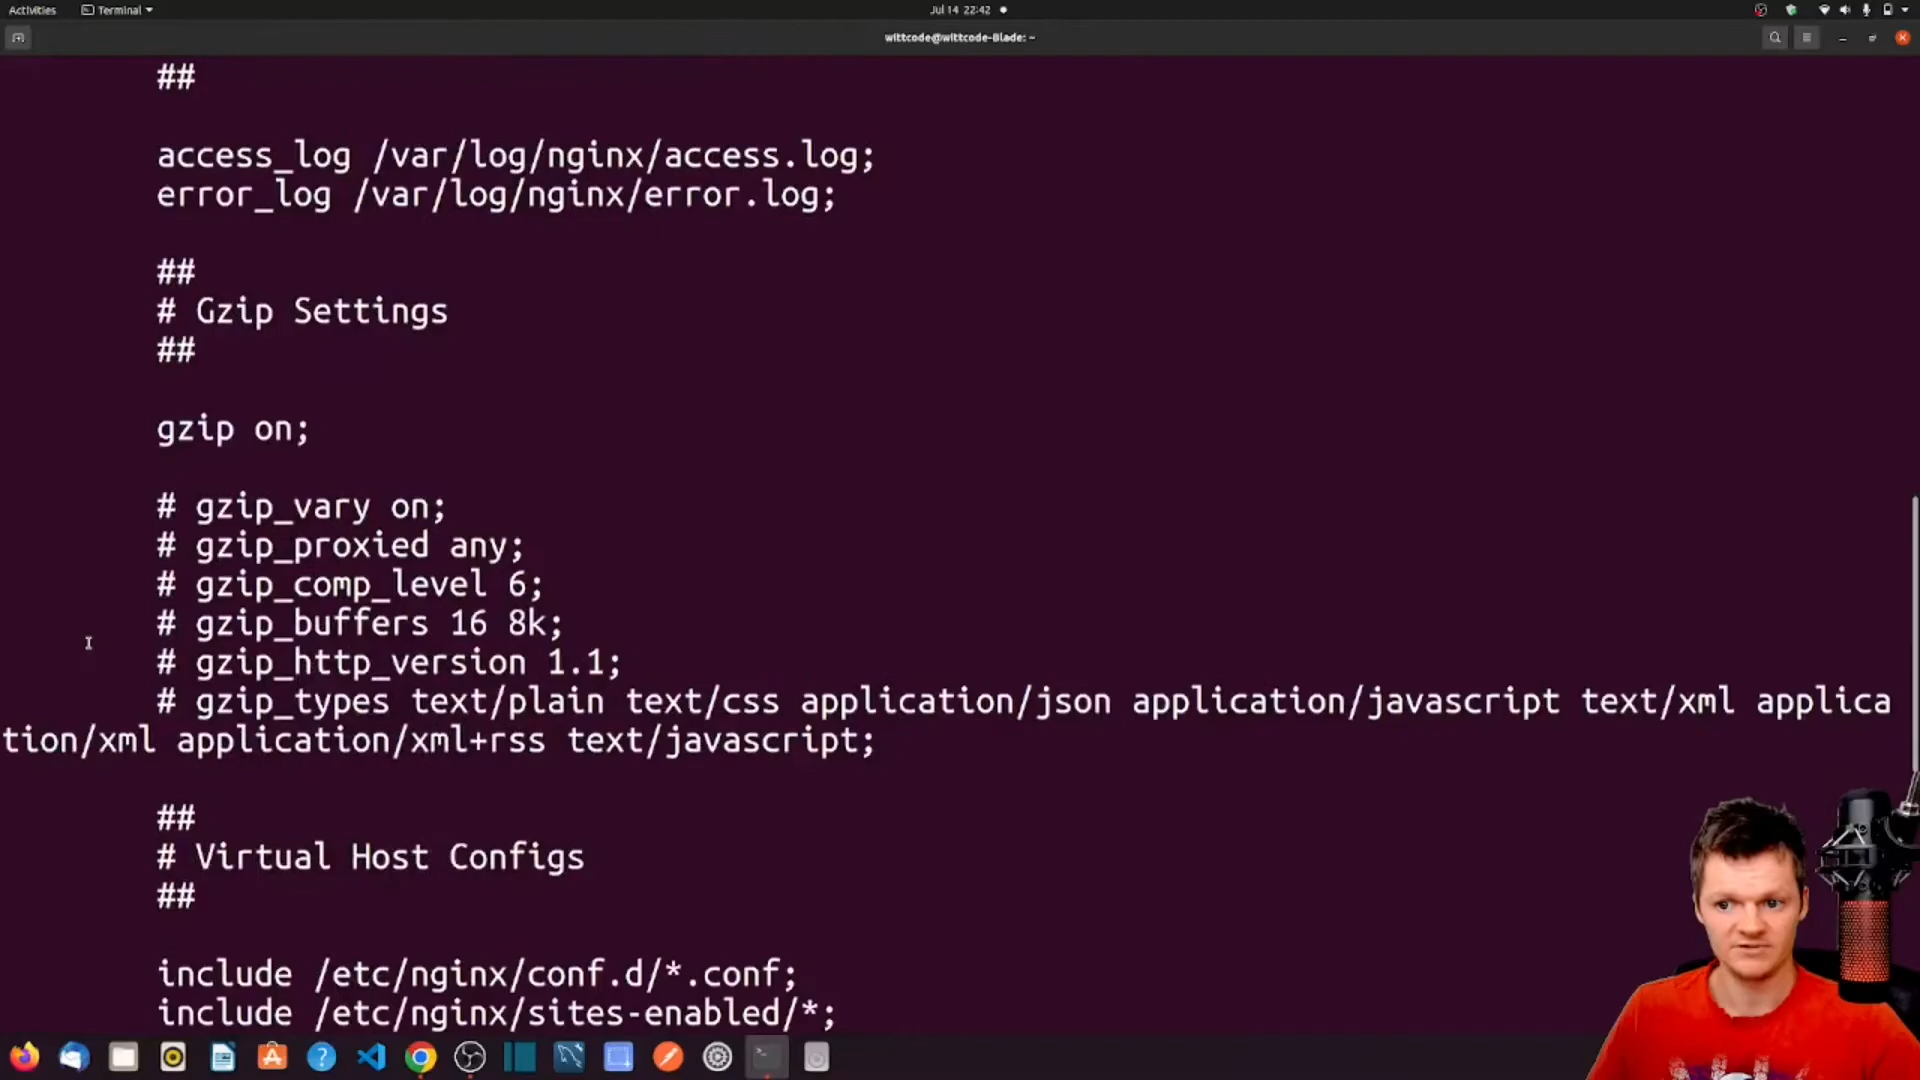 Activities
Terminal
Jul 14 22:42
wittcode@wittcode-Blade: ~
##
access_log /var/log/nginx/access.log;
error_log /var/log/nginx/error.log;
##
# Gzip Settings
##
gzip on;
# gzip_vary on;
# gzip_proxied any;
# gzip_comp_level 6;
# gzip_buffers 16 8k;
# gzip_http_version 1.1;
# gzip_types text/plain text/css application/json application/javascript text/xml applica
tion/xml application/xml+rss text/javascript;
##
# Virtual Host Configs
##
include /etc/nginx/conf.d/*.conf;
include /etc/nginx/sites-enabled/*;